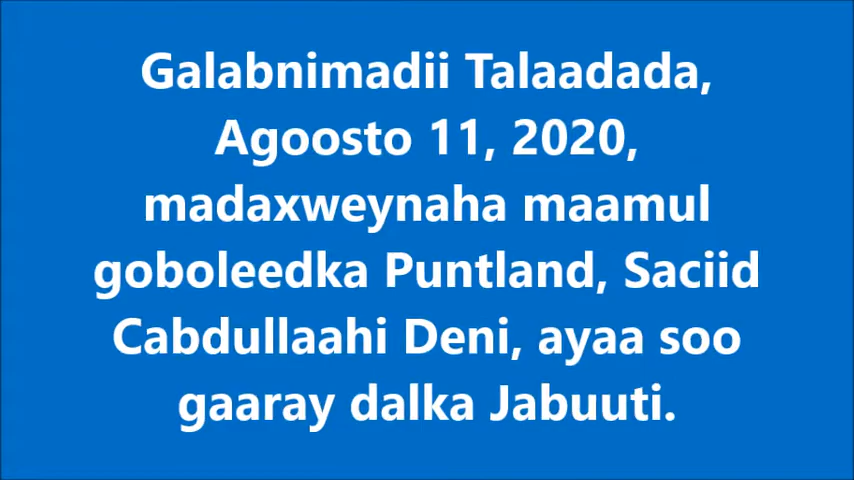 Galabnimadii Talaadada,
Agoosto 11, 2020,
madaxweynaha maamul
goboleedka Puntland, Saciid
Cabdullaahi Deni, ayaa soo
gaaray dalka Jabuuti.